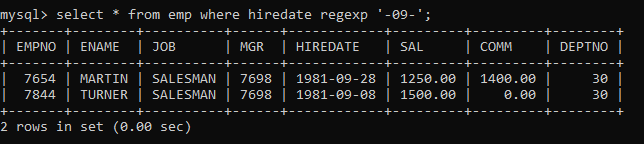 mysql> select * from emp where hiredate regexp '-09-';
+-------+--------+----------+------+------------+---------+---------+--------+
| EMPNO | ENAME  | JOB      | MGR  | HIREDATE   | SAL     | COMM    | DEPTNO |
+-------+--------+----------+------+------------+---------+---------+--------+
|  7654 | MARTIN | SALESMAN | 7698 | 1981-09-28 | 1250.00 | 1400.00 |     30 |
|  7844 | TURNER | SALESMAN | 7698 | 1981-09-08 | 1500.00 |    0.00 |     30 |
+-------+--------+----------+------+------------+---------+---------+--------+
2 rows in set (0.00 sec)